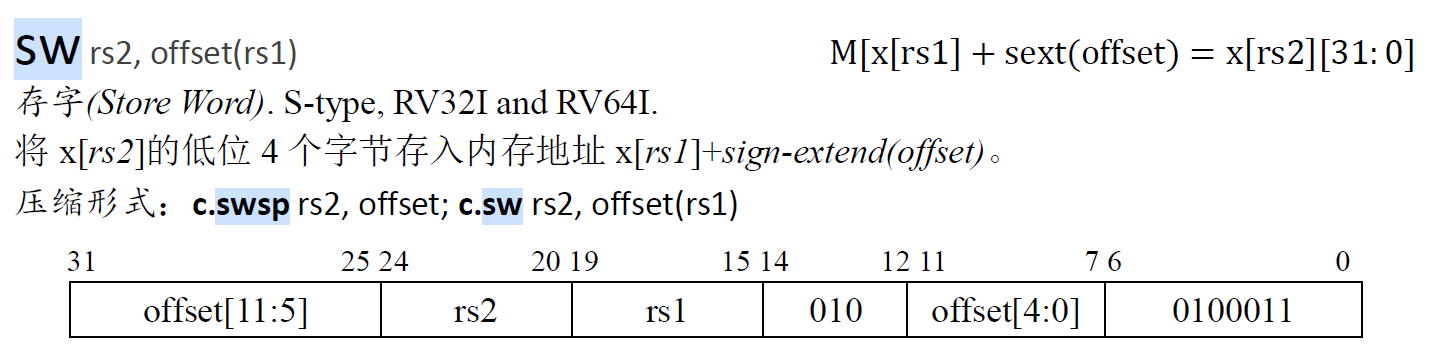 sw rs2, offset(rs1) M[x[rs1] + sext(offset) = x[rs2][31: 0]
存字(Store Word). S-type, RV32I and RV64I.
将 x[rs2]的低位 4 个字节存入内存地址 x[rs1]+sign-extend(offset)。
压缩形式：c.swsp rs2, offset; c.sw rs2, offset(rs1)
31 25 24 20 19 15 14 12 11 7 6 0
offset[11:5] rs2 rs1 010 offset[4:0] 0100011